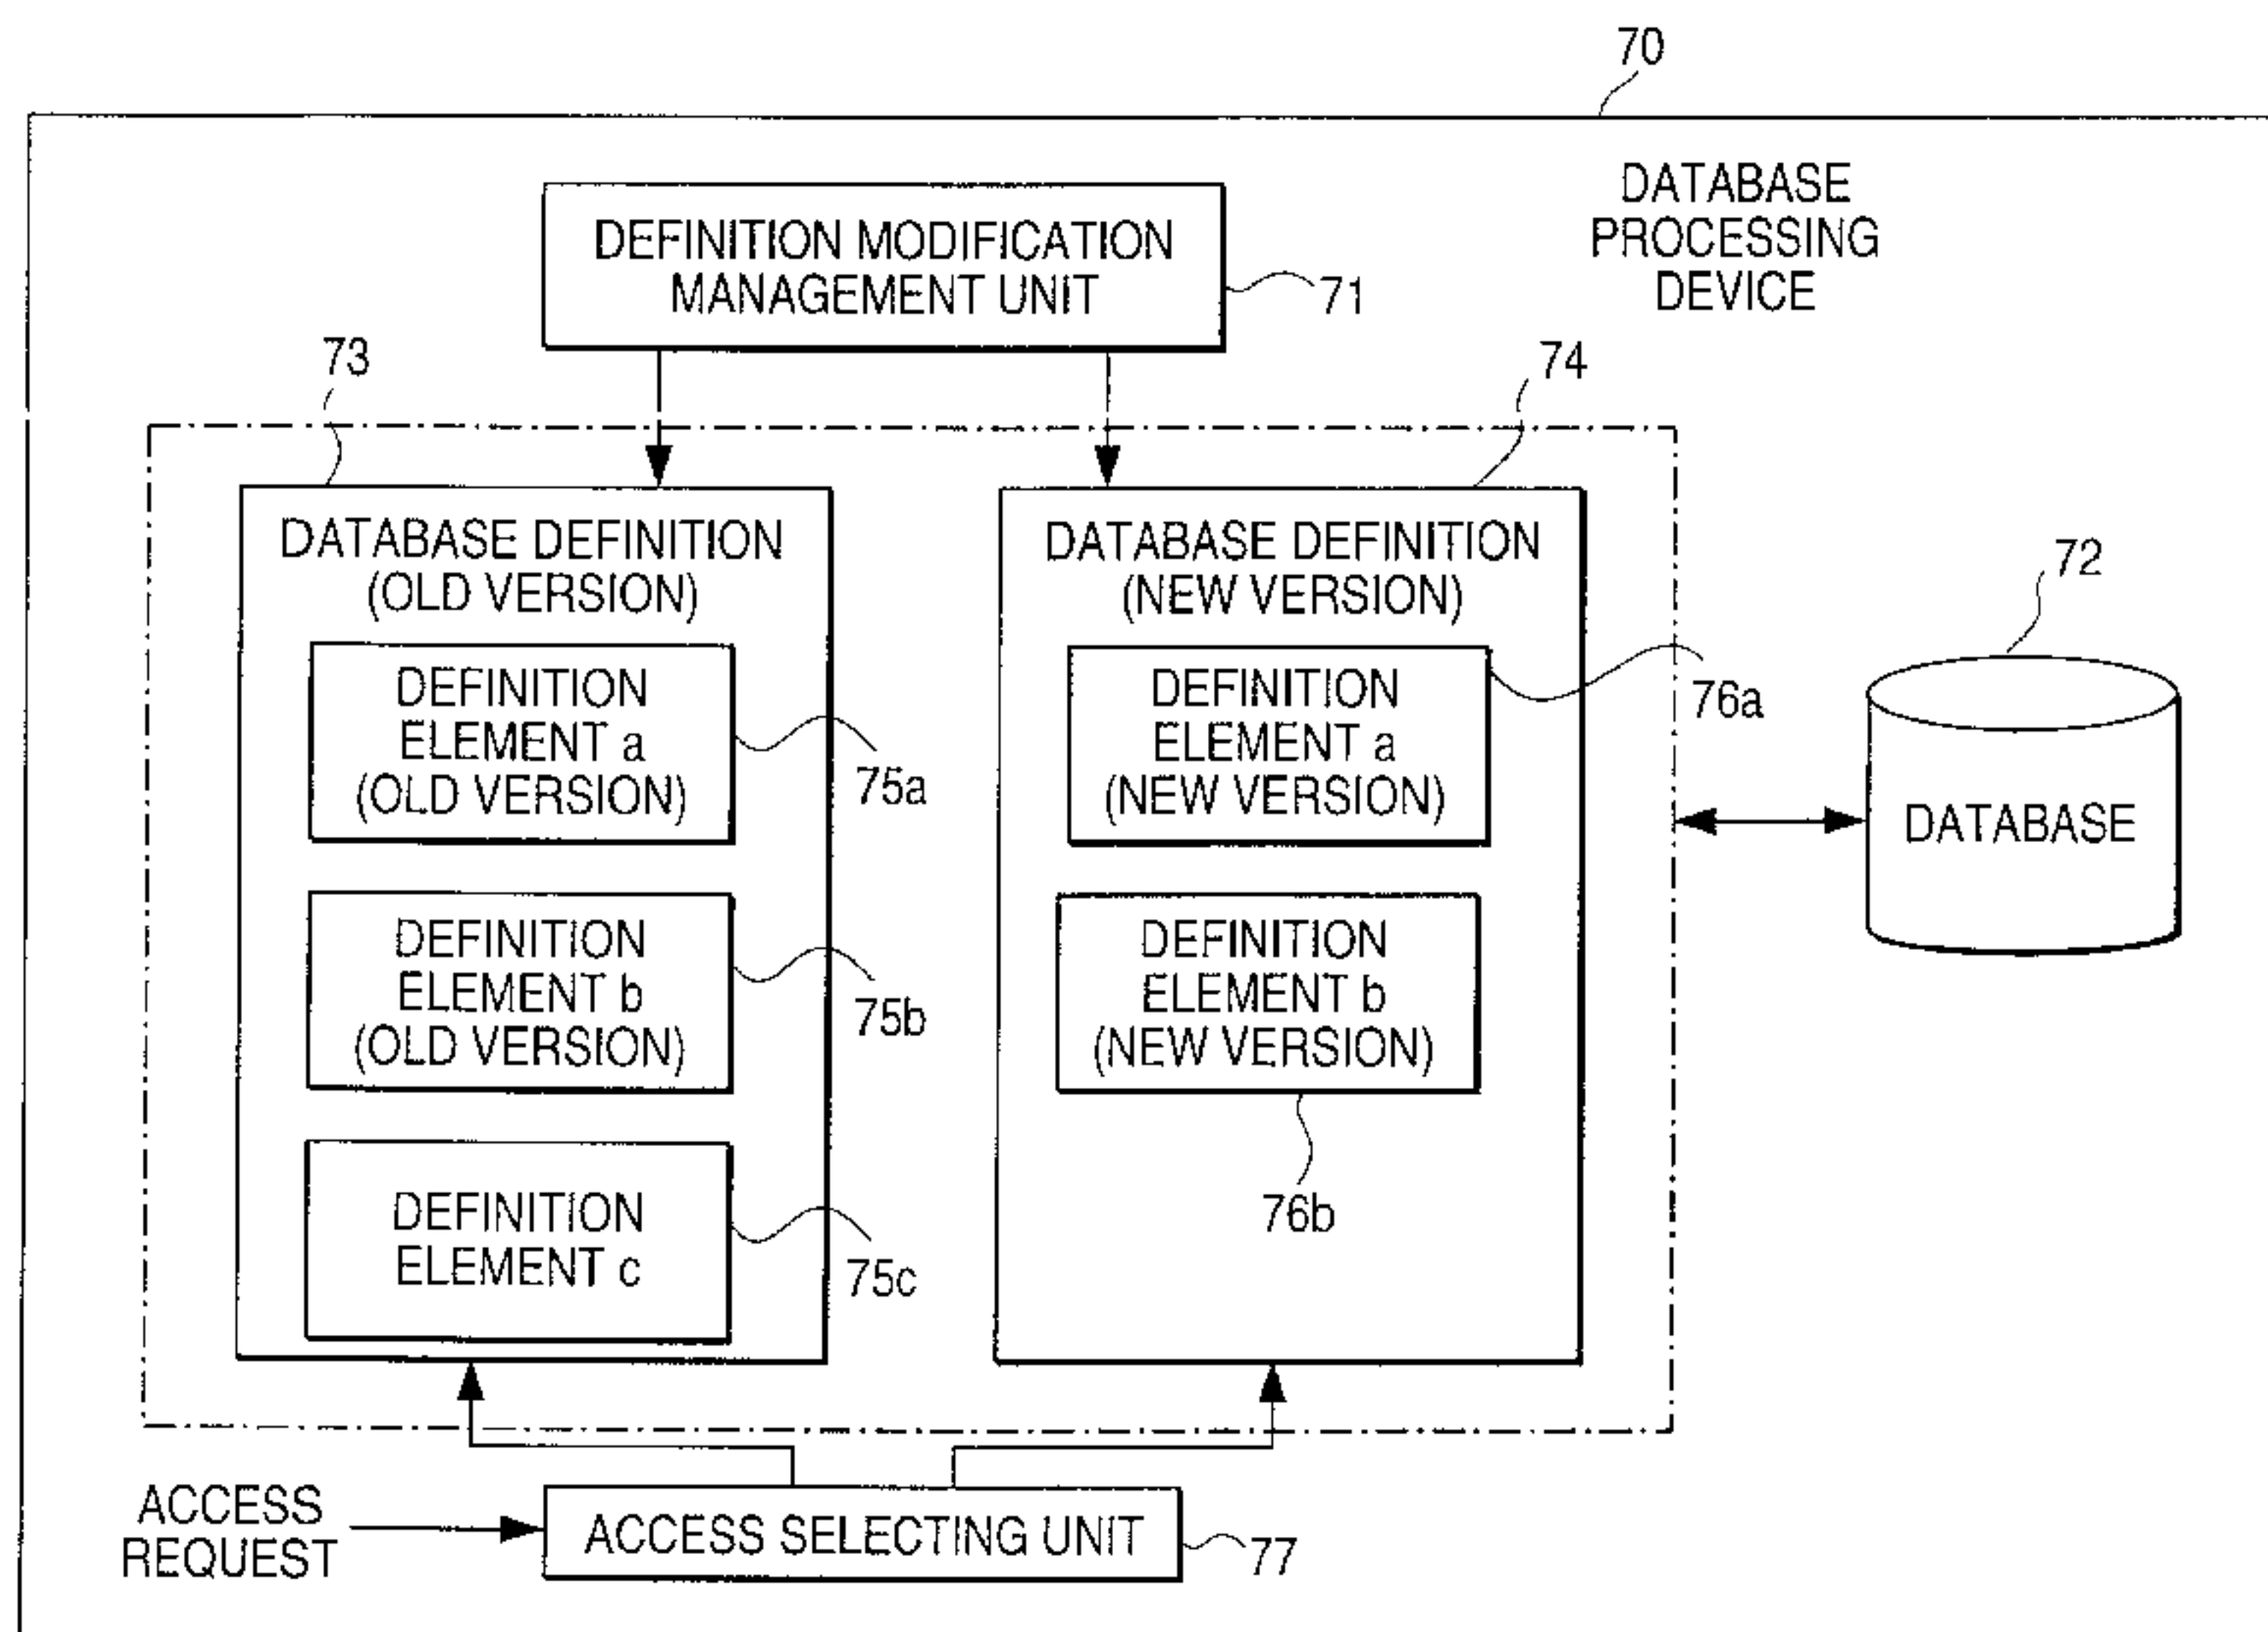 70
DATABASE
PROCESSING
DEVICE
DEFINITION MODIFICATION
MANAGEMENT UNIT
71
73
74
DATABASE DEFINITION
(OLD VERSION)
DEFINITION
ELEMENT a
(OLD VERSION)
75a
DEFINITION
ELEMENT b
(OLD VERSION)
75b
DEFINITION
ELEMENT c
75c
DATABASE DEFINITION
(NEW VERSION)
DEFINITION
ELEMENT a
(NEW VERSION)
76a
DEFINITION
ELEMENT b
(NEW VERSION)
76b
72
DATABASE
ACCESS
REQUEST
ACCESS SELECTING UNIT
77